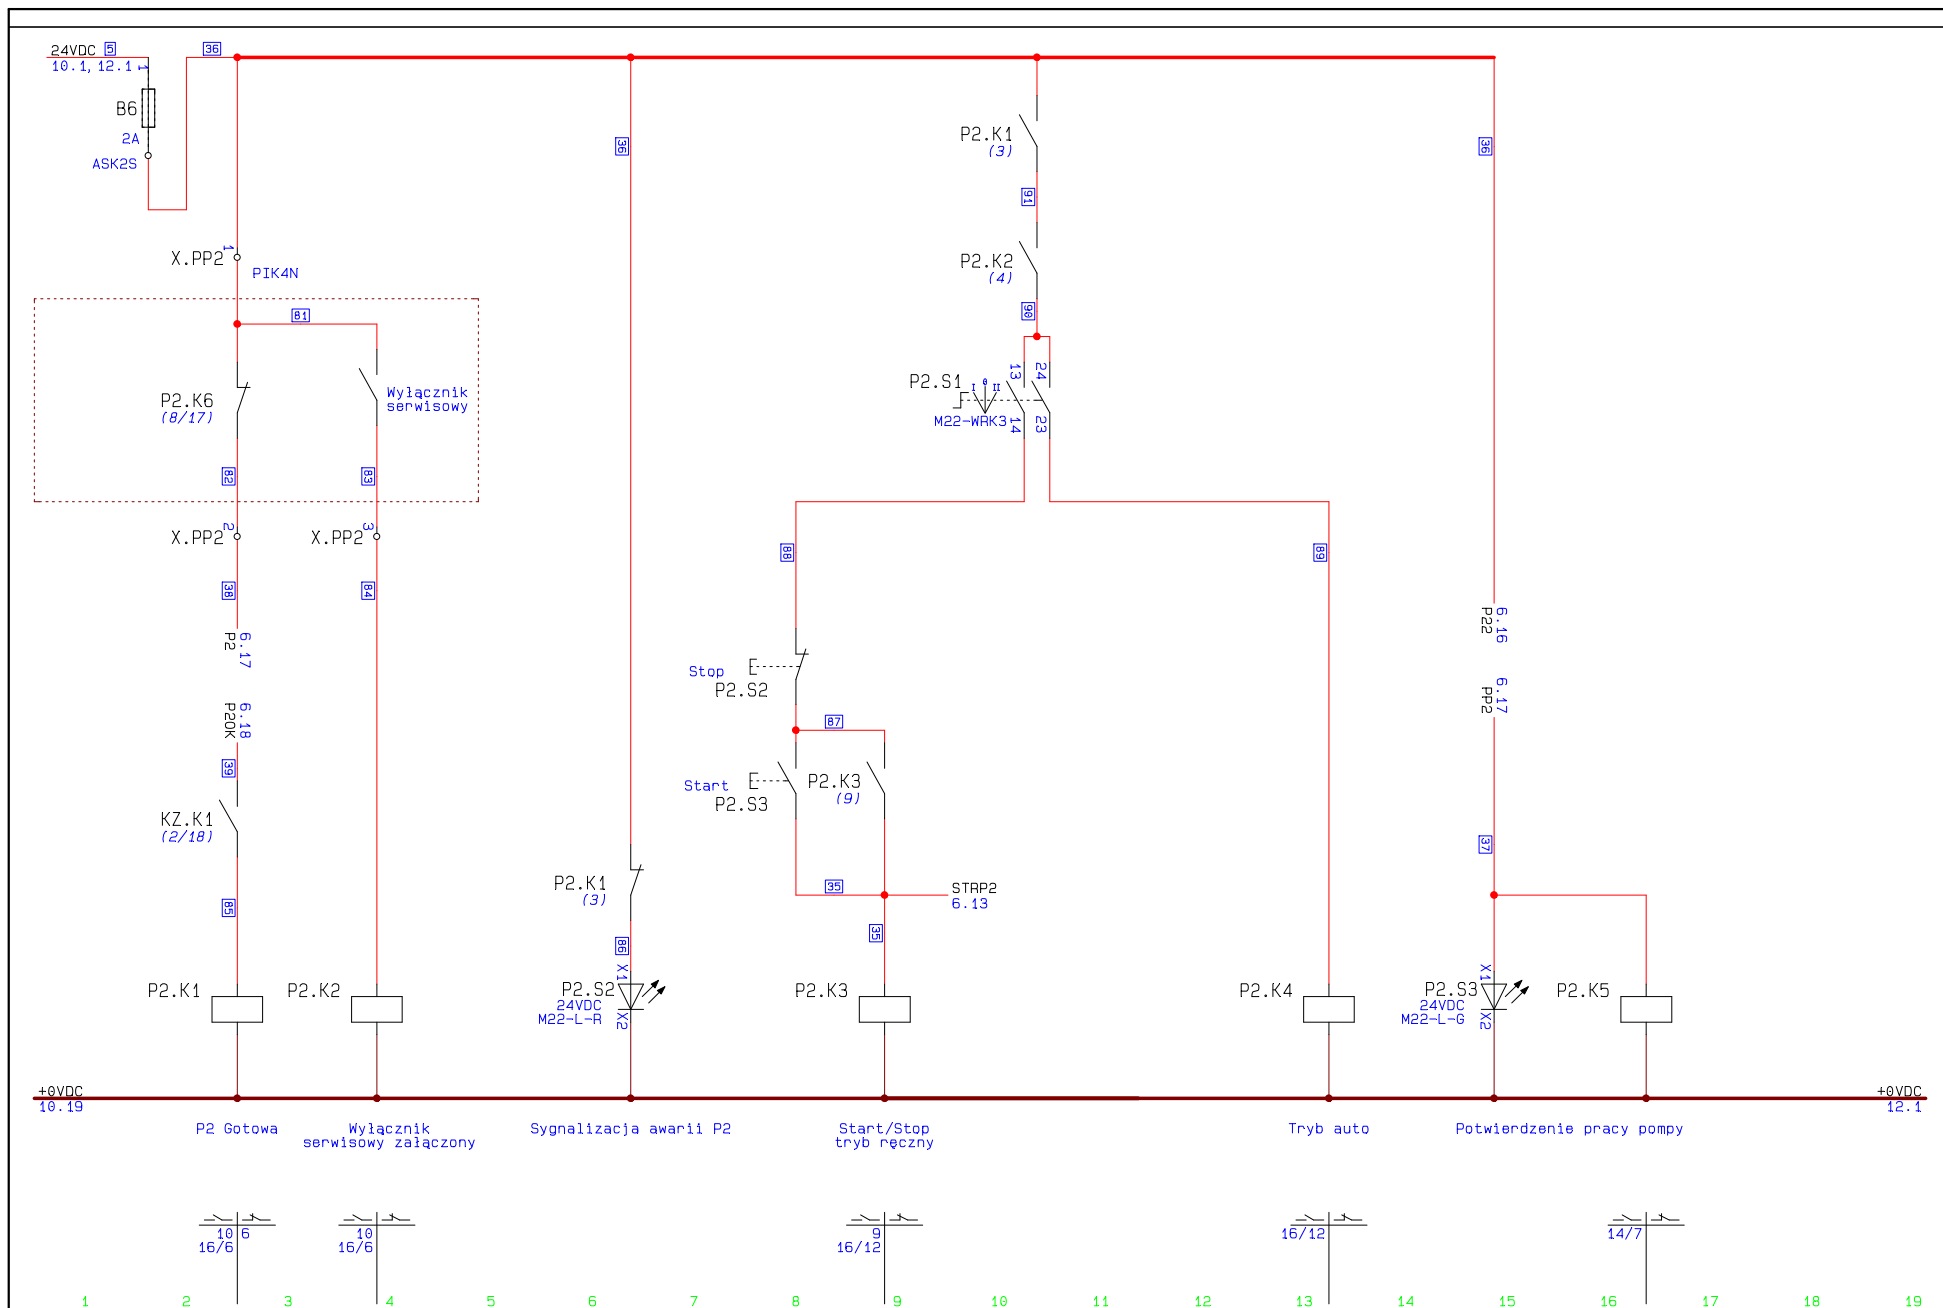 24VDC 5
10.1, 12.1 1
36
B6
2A
ASK2S
36
36
P2.K1
(3)
91
X.PP2 1
PIK4N
P2.K2
(4)
90
81
P2.K6
(8/17)
Wyłącznik
serwisowy
P2.S1
I 0 II
13 24
M22-WRK3
14 23
82
83
X.PP2 2
X.PP2 3
88
89
38
84
P2 6.17
P22 6.16
Stop
P2.S2
P2OK 6.18
PP2 6.17
87
39
Start
P2.S3
P2.K3
(9)
KZ.K1
(2/18)
37
P2.K1
(3)
35
STRP2
6.13
85
86
35
P2.K1
P2.K2
X1
P2.S2
24VDC
M22-L-R
X2
P2.K3
P2.K4
X1
P2.S3
24VDC
M22-L-G
X2
P2.K5
+0VDC
10.19
+0VDC
12.1
P2 Gotowa
Wyłącznik
serwisowy załączony
Sygnalizacja awarii P2
Start/Stop
tryb ręczny
Tryb auto
Potwierdzenie pracy pompy
10 6
16/6
10
16/6
9
16/12
16/12
14/7
1 2 3 4 5 6 7 8 9 10 11 12 13 14 15 16 17 18 19